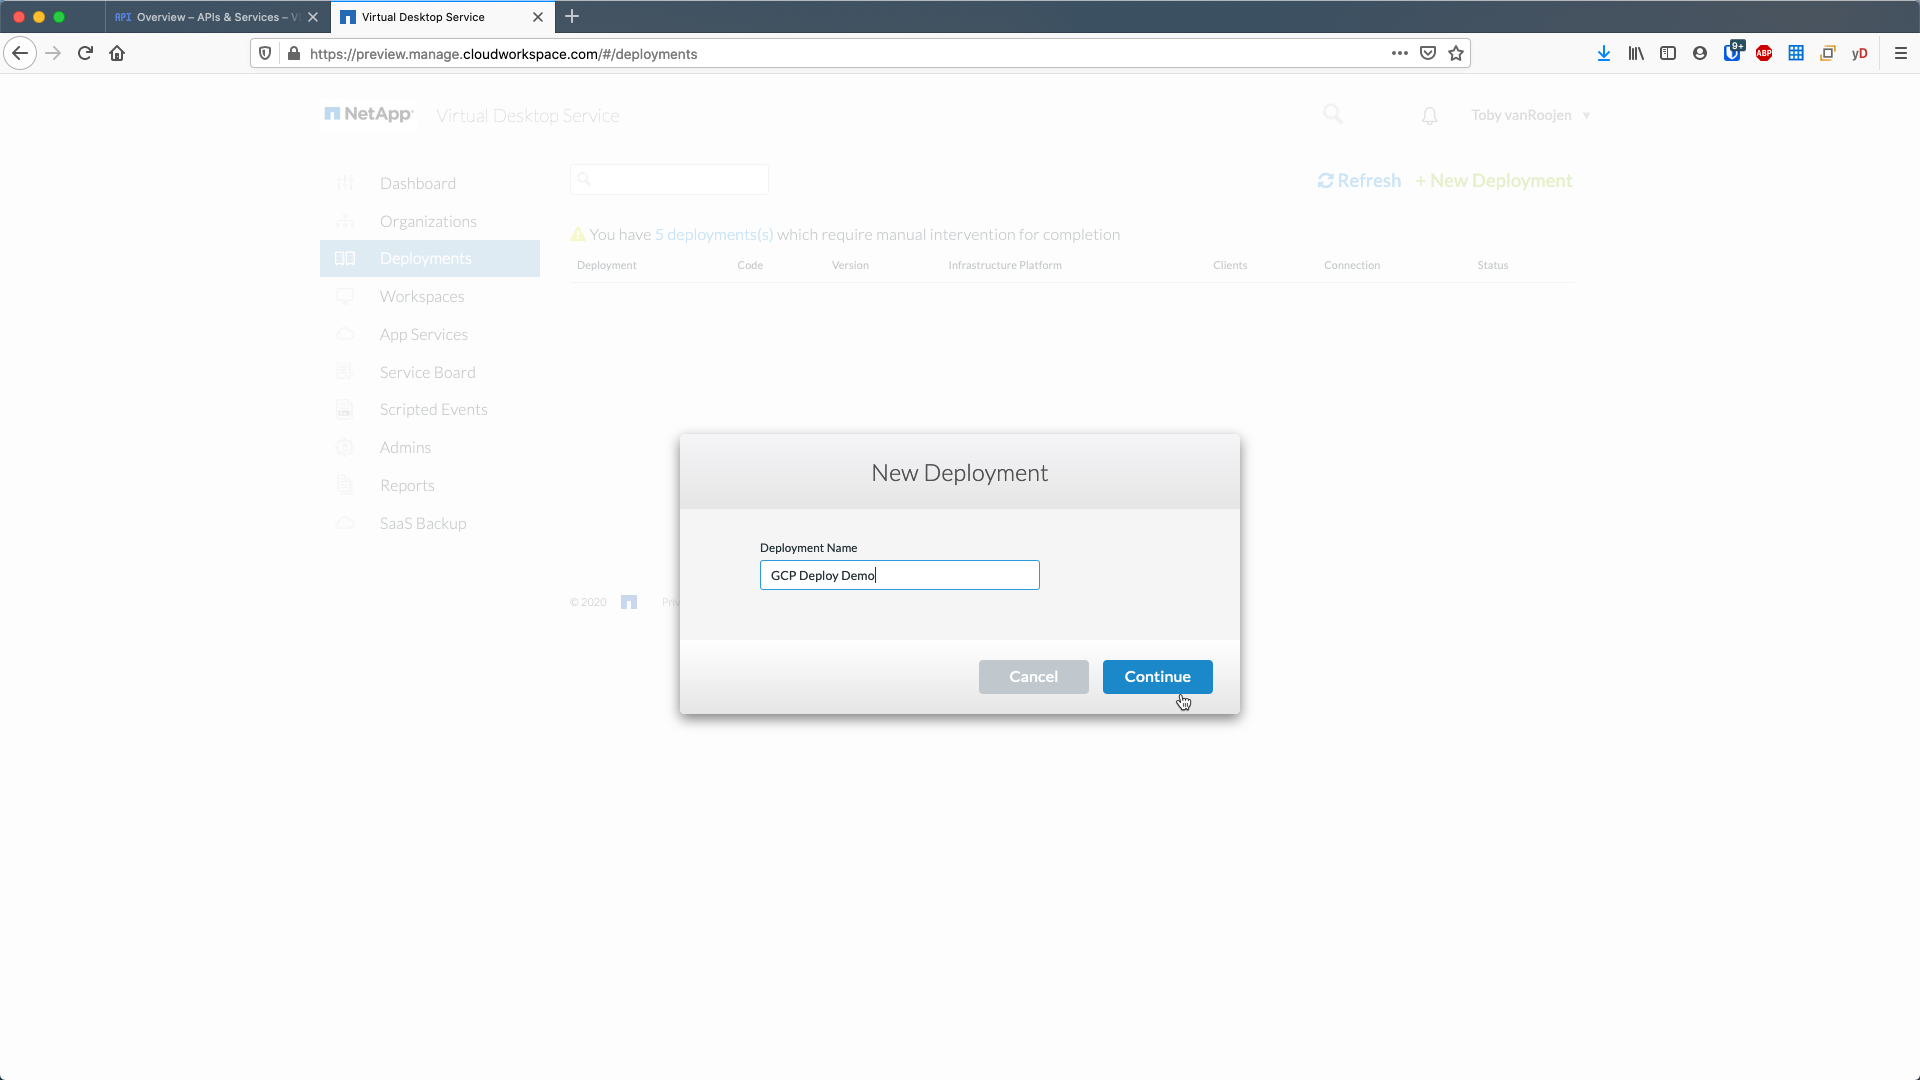 API Overview – APIs & Services –
Virtual Desktop Service
https://preview.manage.cloudworkspace.com/#/deployments
9+
ABP
yD
NetApp
Virtual Desktop Service
Toby vanRoojen
Dashboard
Organizations
Deployments
Workspaces
App Services
Service Board
Scripted Events
Admins
Reports
SaaS Backup
Refresh
+ New Deployment
You have 5 deployments(s) which require manual intervention for completion
Deployment Code Version Infrastructure Platform Clients Connection Status
New Deployment
Deployment Name
GCP Deploy Demo
Cancel
Continue
© 2020